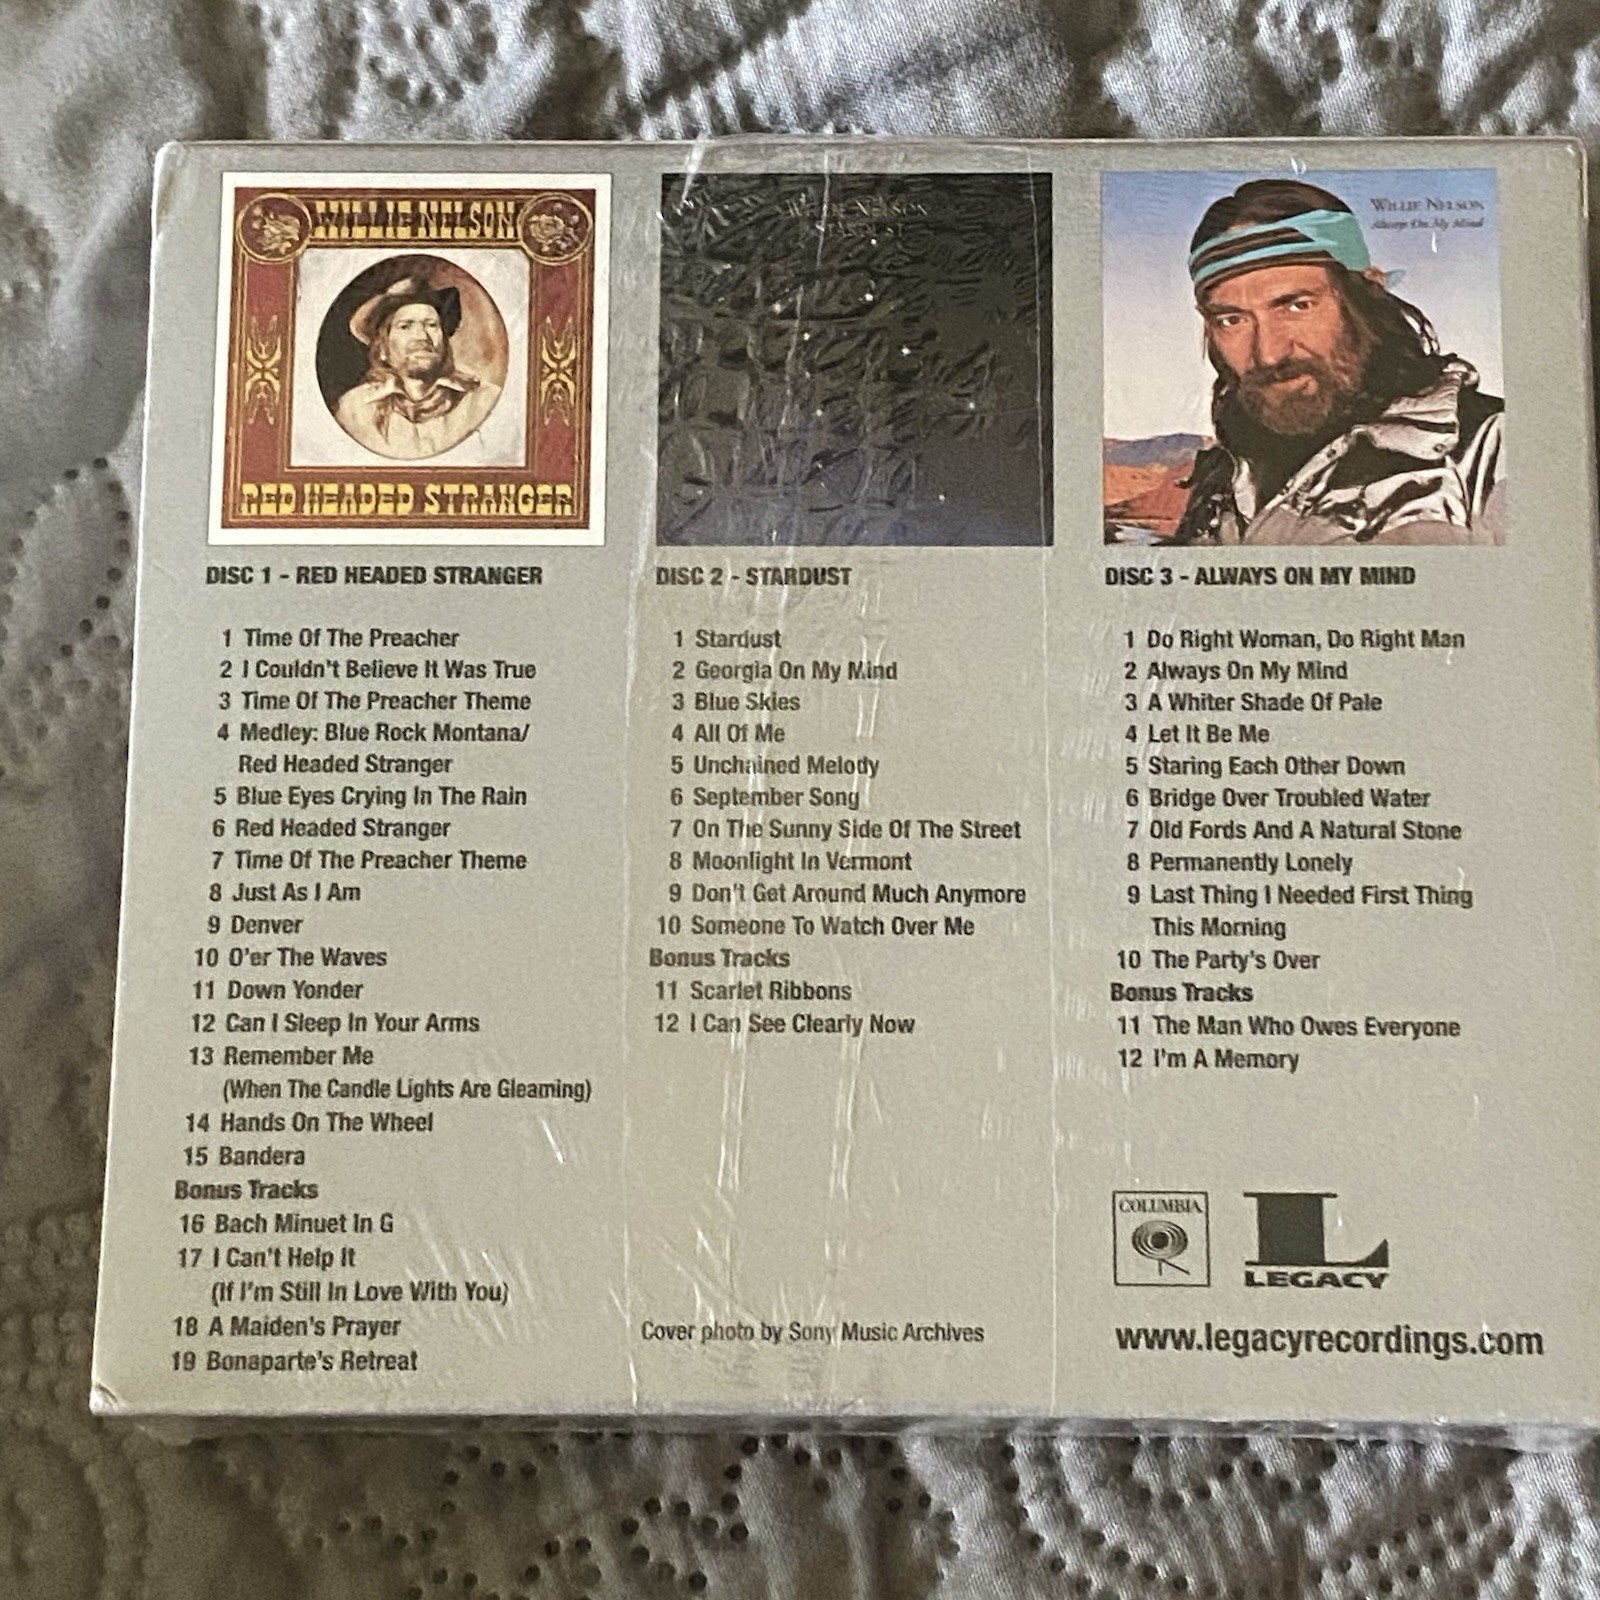 WILLIE NELSON
RED HEADED STRANGER
WILLIE NELSON
STARDUST
WILLIE NELSON
Always On My Mind
DISC 1 - RED HEADED STRANGER
1 Time Of The Preacher
2 I Couldn't Believe It Was True
3 Time Of The Preacher Theme
4 Medley: Blue Rock Montana/
Red Headed Stranger
5 Blue Eyes Crying In The Rain
6 Red Headed Stranger
7 Time Of The Preacher Theme
8 Just As I Am
9 Denver
10 O'er The Waves
11 Down Yonder
12 Can I Sleep In Your Arms
13 Remember Me
(When The Candle Lights Are Gleaming)
14 Hands On The Wheel
15 Bandera
Bonus Tracks
16 Bach Minuet In G
17 I Can't Help It
(If I'm Still In Love With You)
18 A Maiden's Prayer
19 Bonaparte's Retreat
DISC 2 - STARDUST
1 Stardust
2 Georgia On My Mind
3 Blue Skies
4 All Of Me
5 Unchained Melody
6 September Song
7 On The Sunny Side Of The Street
8 Moonlight In Vermont
9 Don't Get Around Much Anymore
10 Someone To Watch Over Me
Bonus Tracks
11 Scarlet Ribbons
12 I Can See Clearly Now
Cover photo by Sony Music Archives
DISC 3 - ALWAYS ON MY MIND
1 Do Right Woman, Do Right Man
2 Always On My Mind
3 A Whiter Shade Of Pale
4 Let It Be Me
5 Staring Each Other Down
6 Bridge Over Troubled Water
7 Old Fords And A Natural Stone
8 Permanently Lonely
9 Last Thing I Needed First Thing
This Morning
10 The Party's Over
Bonus Tracks
11 The Man Who Owes Everyone
12 I'm A Memory
COLUMBIA
L
LEGACY
www.legacyrecordings.com